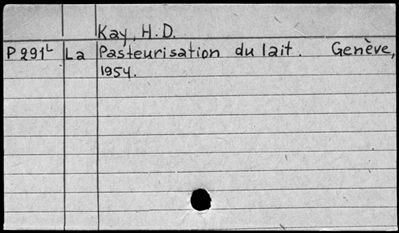 Kay, H.D.
P291L La Pasteurisation du lait. Genève,
1954.